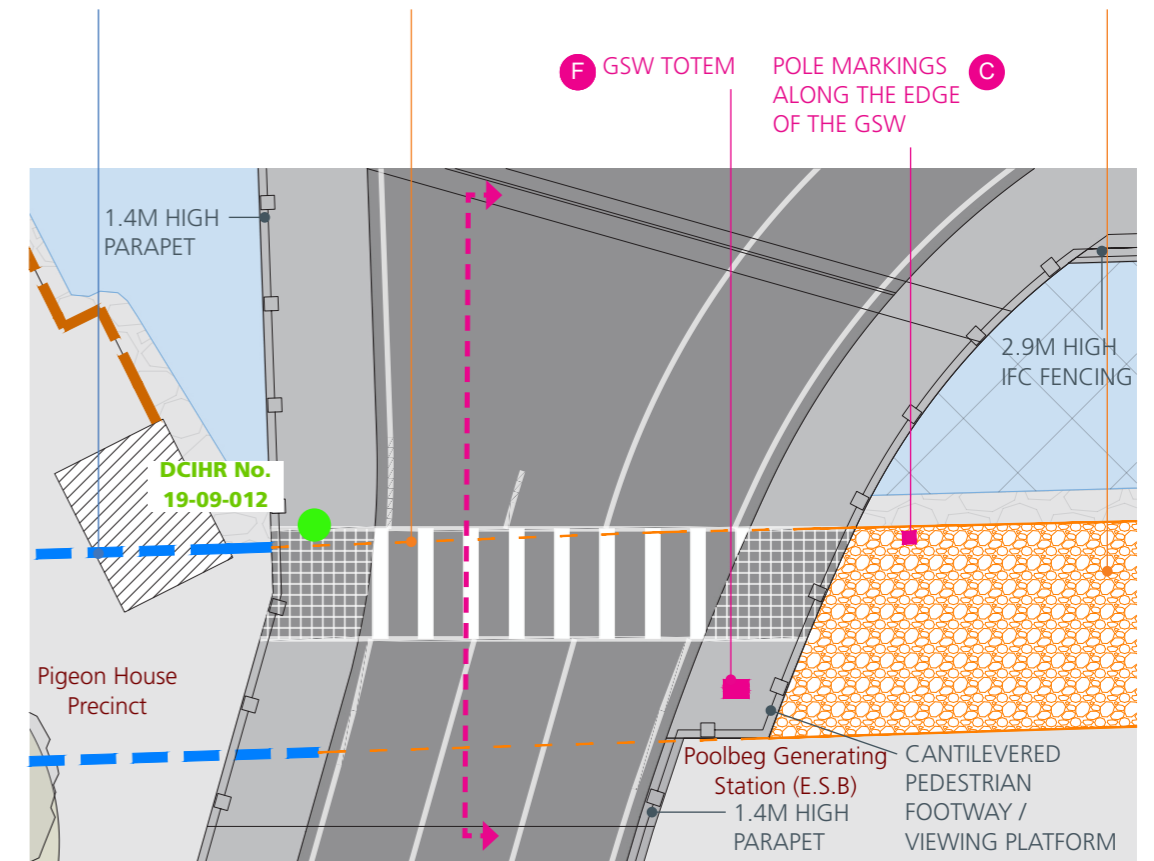 F GSW TOTEM
POLE MARKINGS C
ALONG THE EDGE
OF THE GSW
1.4M HIGH
PARAPET
2.9M HIGH
IFC FENCING
DCIHR No.
19-09-012
Pigeon House
Precinct
Poolbeg Generating
Station (E.S.B)
1.4M HIGH
PARAPET
CANTILEVERED
PEDESTRIAN
FOOTWAY /
VIEWING PLATFORM